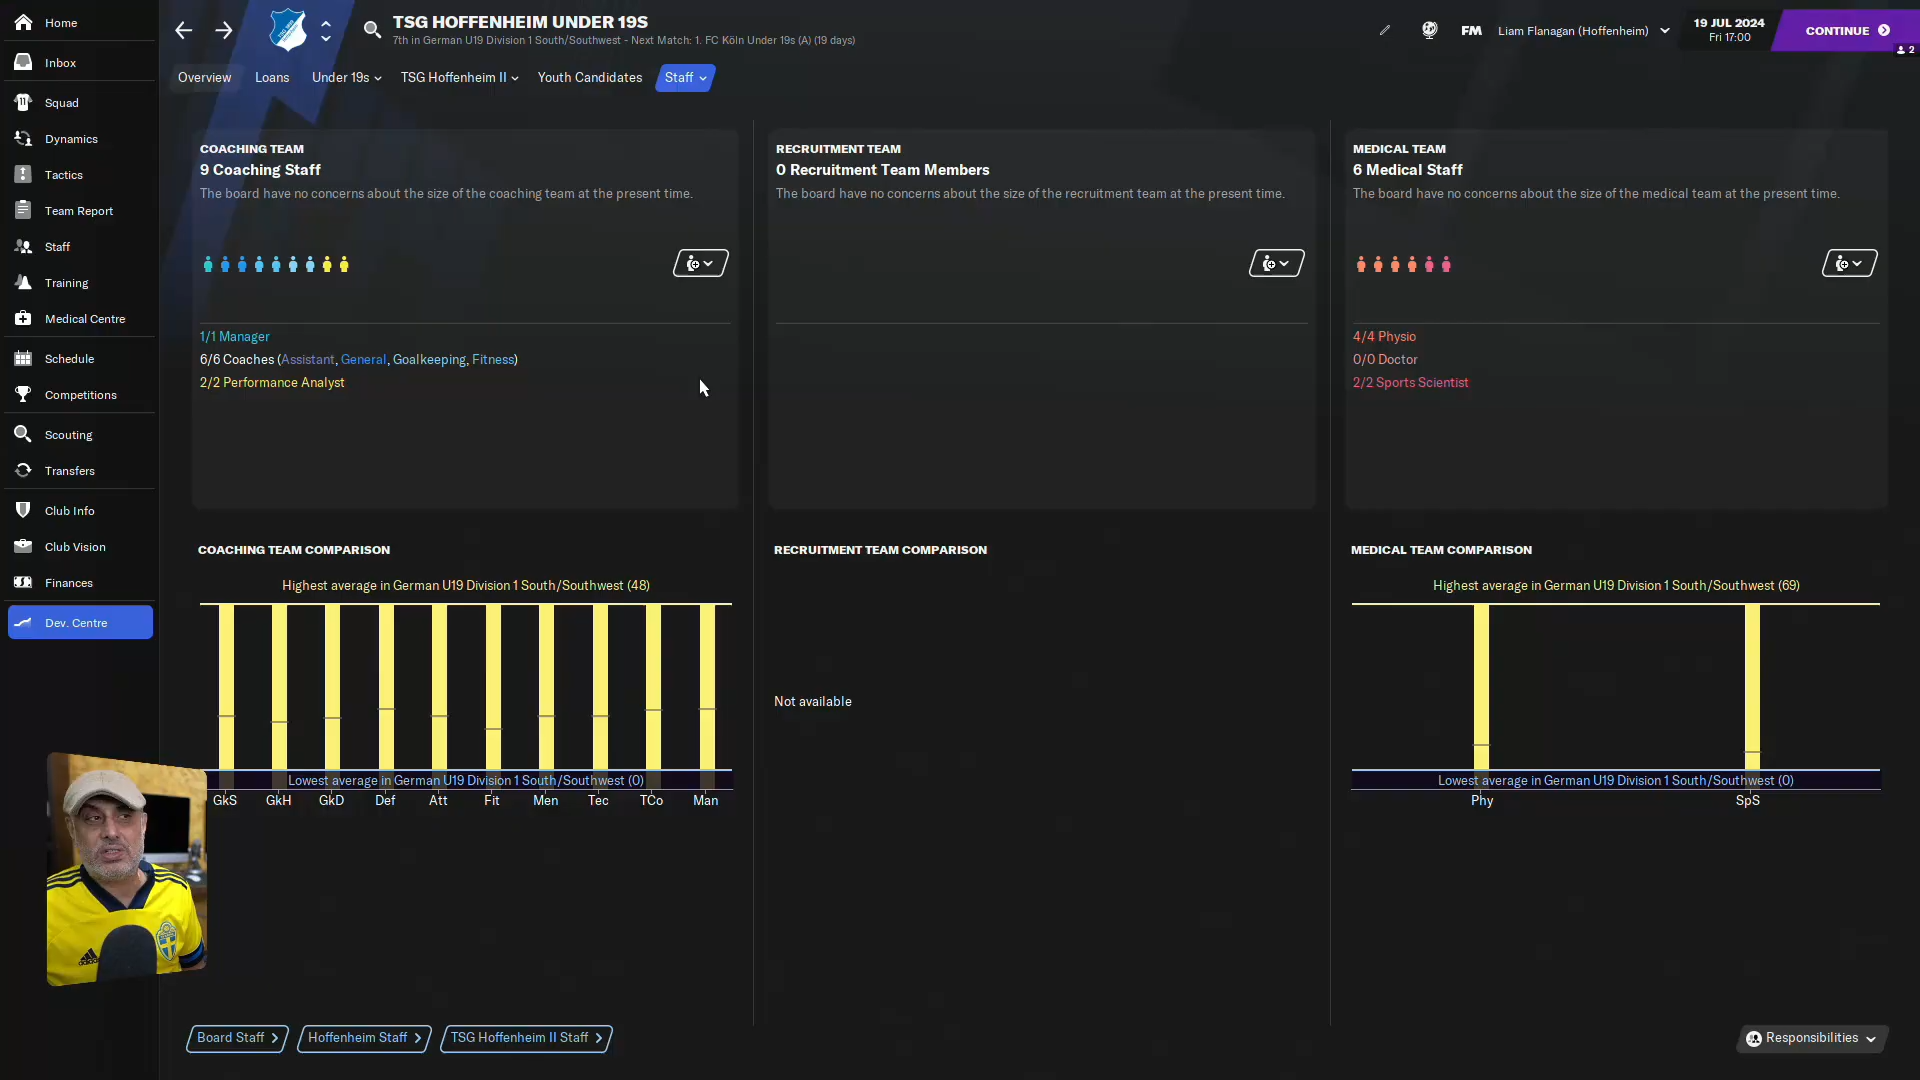 Home
Inbox
Squad
Dynamics
Tactics
Team Report
Staff
Training
Medical Centre
Schedule
Competitions
Scouting
Transfers
Club Info
Club Vision
Finances
Dev. Centre
TSG HOFFENHEIM UNDER 19S
7th in German U19 Division 1 South/Southwest - Next Match: 1. FC Köln Under 19s (A) (19 days)
FM
Liam Flanagan (Hoffenheim)
19 JUL 2024
Fri 17:00
CONTINUE
2
Overview
Loans
Under 19s
TSG Hoffenheim II
Youth Candidates
Staff
COACHING TEAM
9 Coaching Staff
The board have no concerns about the size of the coaching team at the present time.
1/1 Manager
6/6 Coaches (Assistant, General, Goalkeeping, Fitness)
2/2 Performance Analyst
RECRUITMENT TEAM
0 Recruitment Team Members
The board have no concerns about the size of the recruitment team at the present time.
MEDICAL TEAM
6 Medical Staff
The board have no concerns about the size of the medical team at the present time.
4/4 Physio
0/0 Doctor
2/2 Sports Scientist
COACHING TEAM COMPARISON
Highest average in German U19 Division 1 South/Southwest (48)
Lowest average in German U19 Division 1 South/Southwest (0)
GkS GkH GkD Def Att Fit Men Tec TCo Man
RECRUITMENT TEAM COMPARISON
Not available
MEDICAL TEAM COMPARISON
Highest average in German U19 Division 1 South/Southwest (69)
Lowest average in German U19 Division 1 South/Southwest (0)
Phy SpS
Board Staff
Hoffenheim Staff
TSG Hoffenheim II Staff
Responsibilities